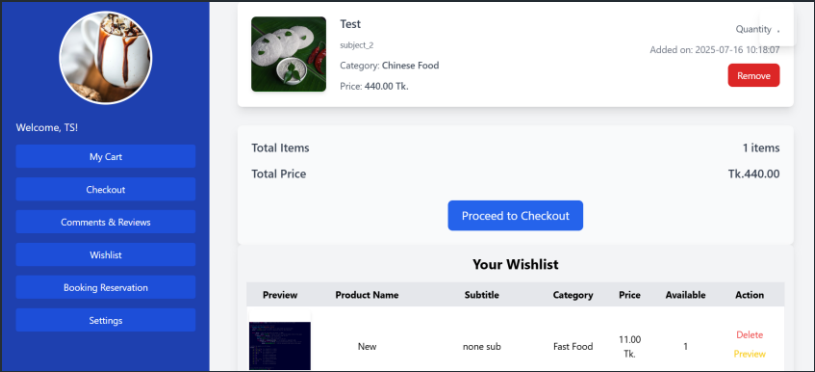 Welcome, TS!
My Cart
Checkout
Comments & Reviews
Wishlist
Booking Reservation
Settings
Test
subject_2
Category: Chinese Food
Price: 440.00 Tk.
Quantity
Added on: 2025-07-16 10:18:07
Remove
Total Items 1 items
Total Price Tk.440.00
Proceed to Checkout
Your Wishlist
Preview Product Name Subtitle Category Price Available Action
New none sub Fast Food 11.00 Tk. 1 Delete
Preview